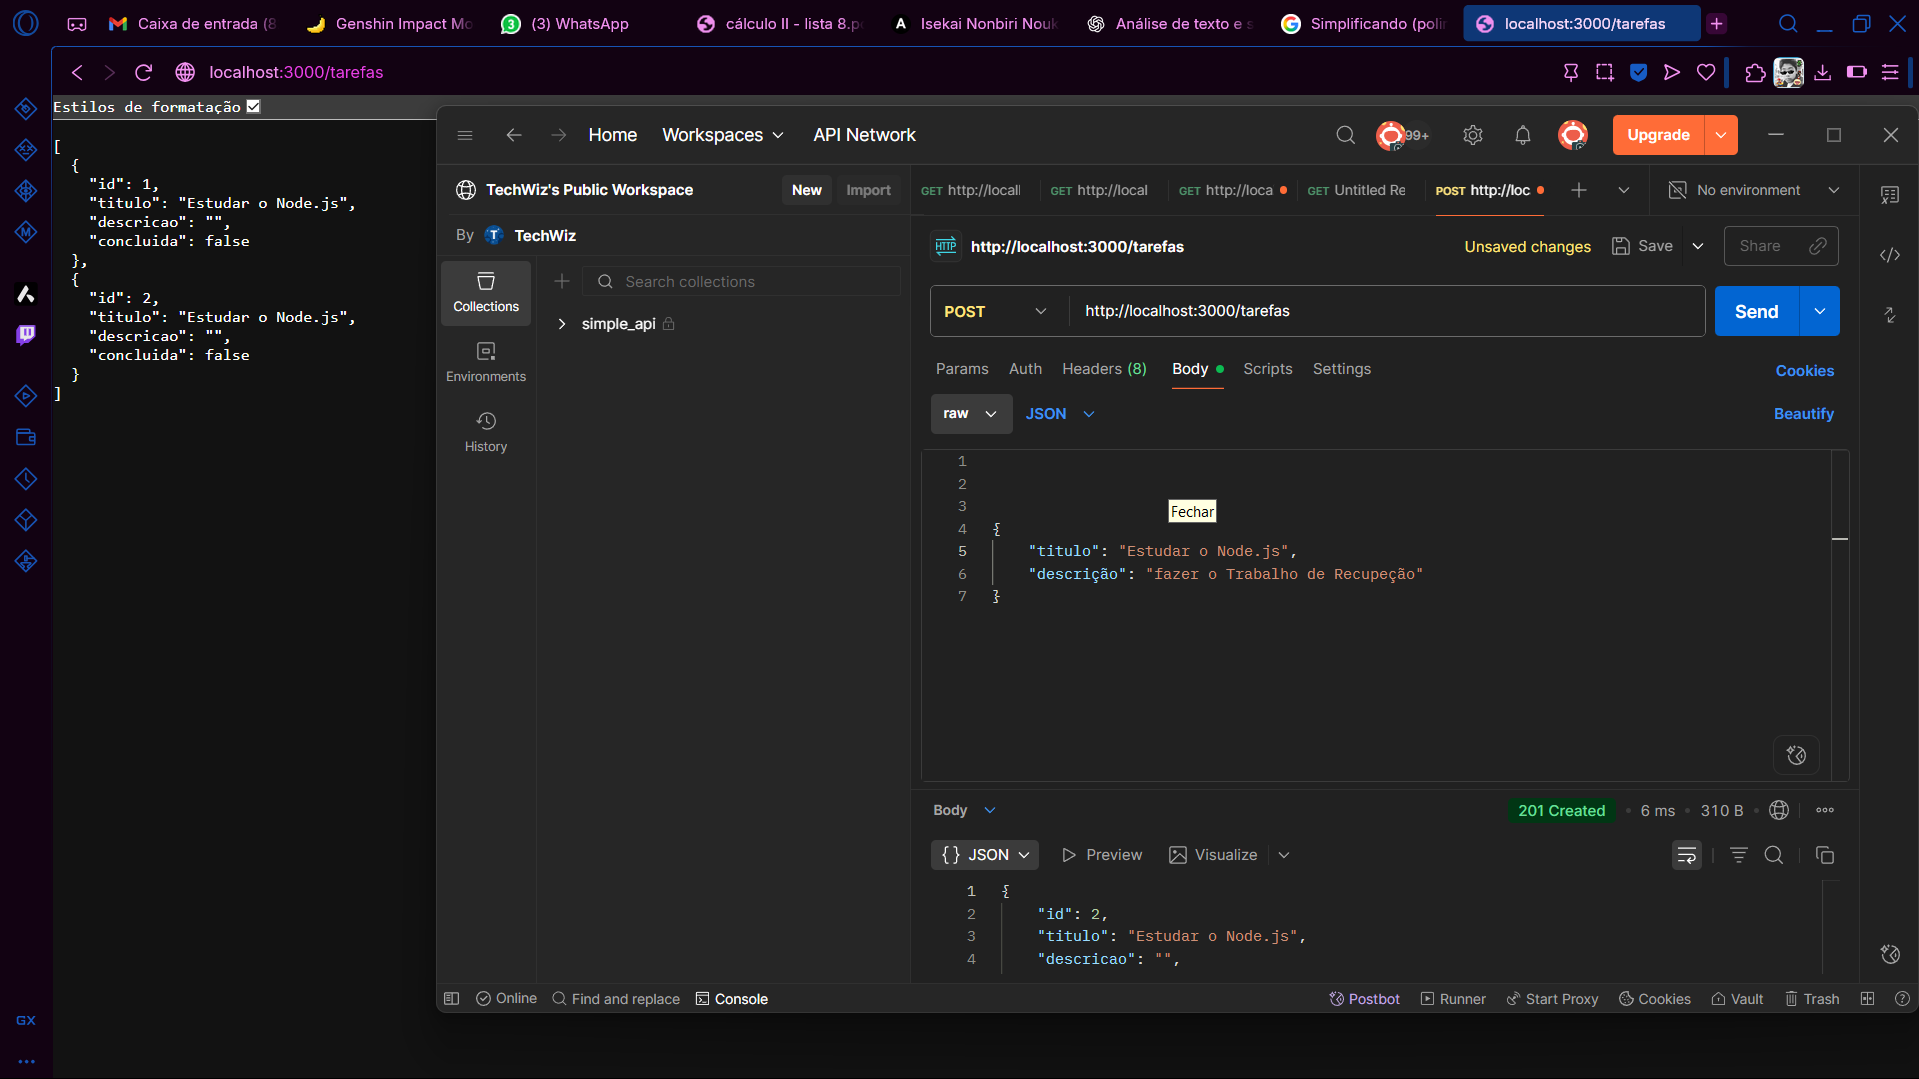 Caixa de entrada (8
Genshin Impact Mo
3 (3) WhatsApp
cálculo II - lista 8.p
Isekai Nonbiri Nouk
Análise de texto e s
Simplificando (polir
localhost:3000/tarefas
localhost:3000/tarefas
Estilos de formatação
[
{
"id": 1,
"titulo": "Estudar o Node.js",
"descricao": "",
"concluida": false
},
{
"id": 2,
"titulo": "Estudar o Node.js",
"descricao": "",
"concluida": false
}
]
GX
Home
Workspaces
API Network
99+
Upgrade
TechWiz's Public Workspace
New
Import
By T TechWiz
Collections
Environments
History
Search collections
simple_api
GET http://locall
GET http://local
GET http://loca
GET Untitled Re
POST http://loc
No environment
HTTP http://localhost:3000/tarefas
Unsaved changes
Save
Share
POST
http://localhost:3000/tarefas
Send
Params
Auth
Headers (8)
Body
Scripts
Settings
Cookies
raw
JSON
Beautify
1
2
3
Fechar
4 {
5 "titulo": "Estudar o Node.js",
6 "descrição": "fazer o Trabalho de Recupeção"
7 }
Body
201 Created
6 ms
310 B
{} JSON
Preview
Visualize
1 {
2 "id": 2,
3 "titulo": "Estudar o Node.js",
4 "descricao": "",
Online
Find and replace
Console
Postbot
Runner
Start Proxy
Cookies
Vault
Trash